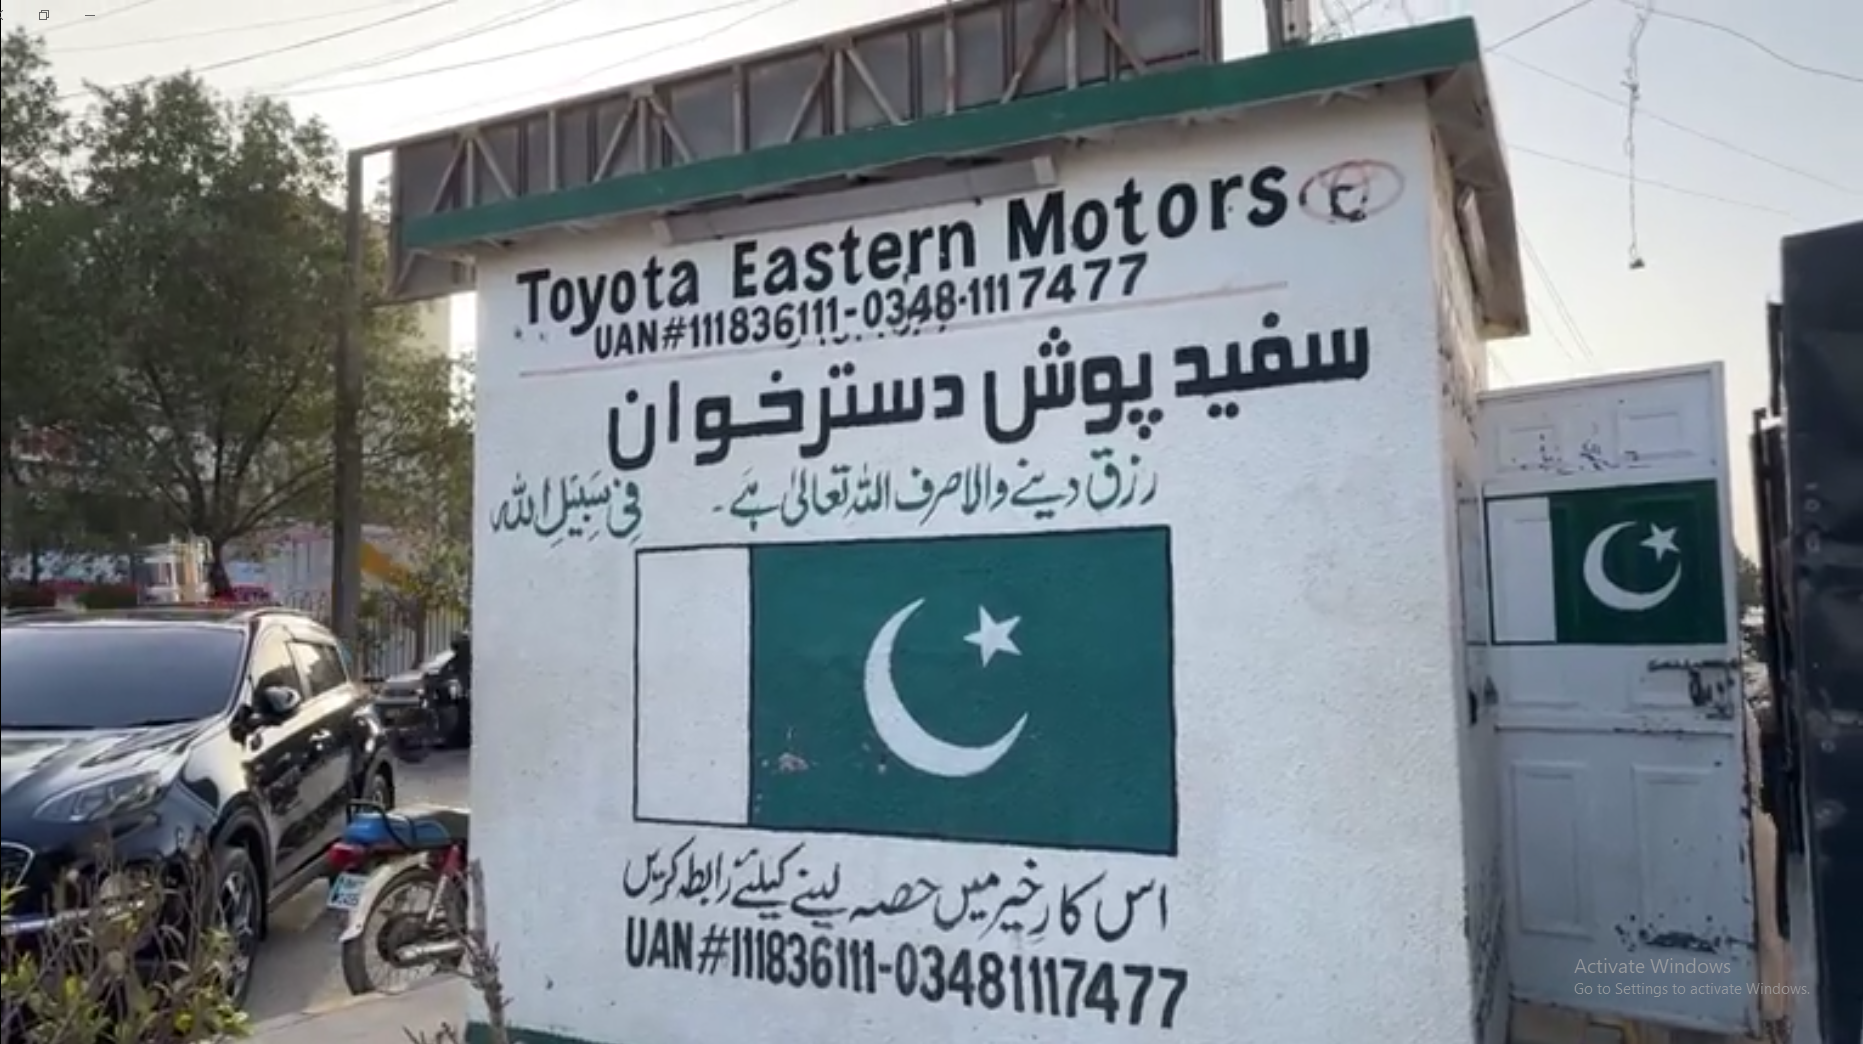 Toyota Eastern Motors
UAN#111836111-0348-1117477
سفید پوش دسترخوان
رزق دینے والا صرف اللہ تعالیٰ ہے۔
فِی سَبِیلِ اللہ
اس کارِ خیر میں حصہ لینے کیلئے رابطہ کریں
UAN#111836111-03481117477
Activate Windows
Go to Settings to activate Windows.